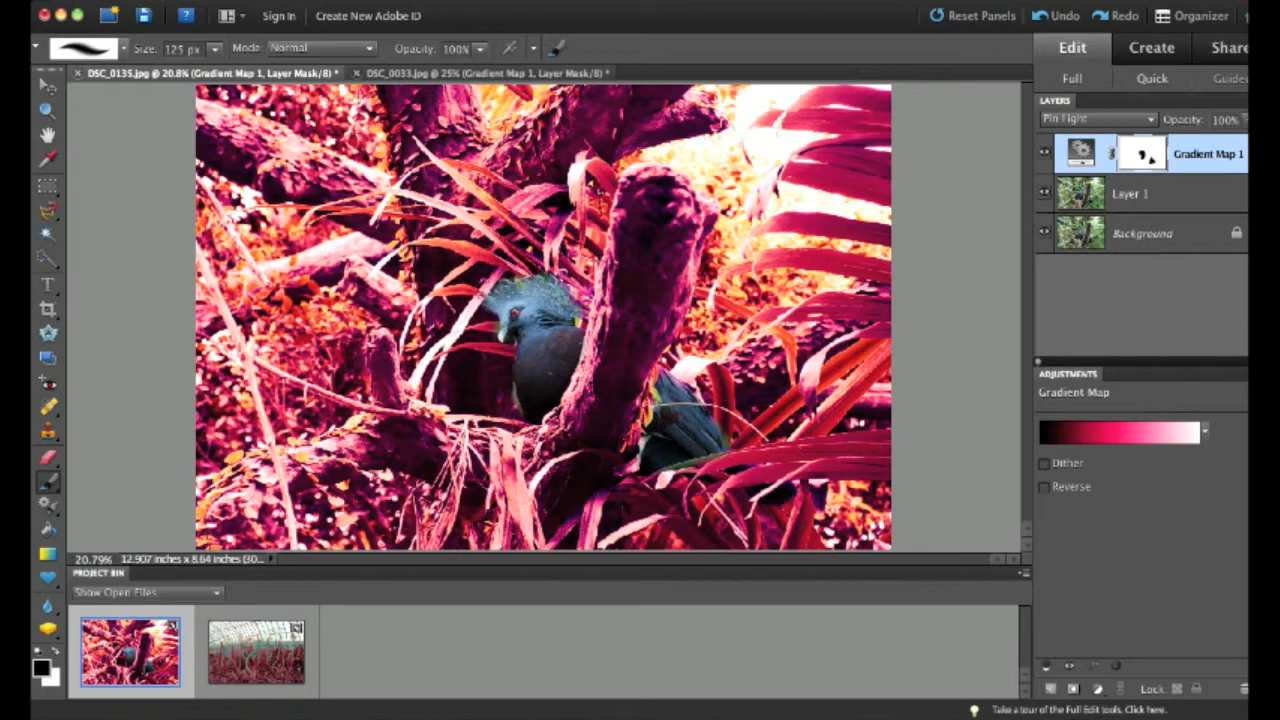 Sign In Create New Adobe ID Reset Panels Undo Redo Organizer
Size: 125 px Mode: Normal Opacity: 100%
Edit Create Share
DSC_0135.jpg @ 20.8% (Gradient Map 1, Layer Mask/8) * DSC_0033.jpg @ 25% (Gradient Map 1, Layer Mask/8) *
Full Quick Guided
LAYERS
Pin Light Opacity: 100%
Gradient Map 1
Layer 1
Background
ADJUSTMENTS
Gradient Map
Dither
Reverse
20.79% 12.907 inches x 8.64 inches (30...
PROJECT BIN
Show Open Files
Lock:
Take a tour of the Full Edit tools. Click here.